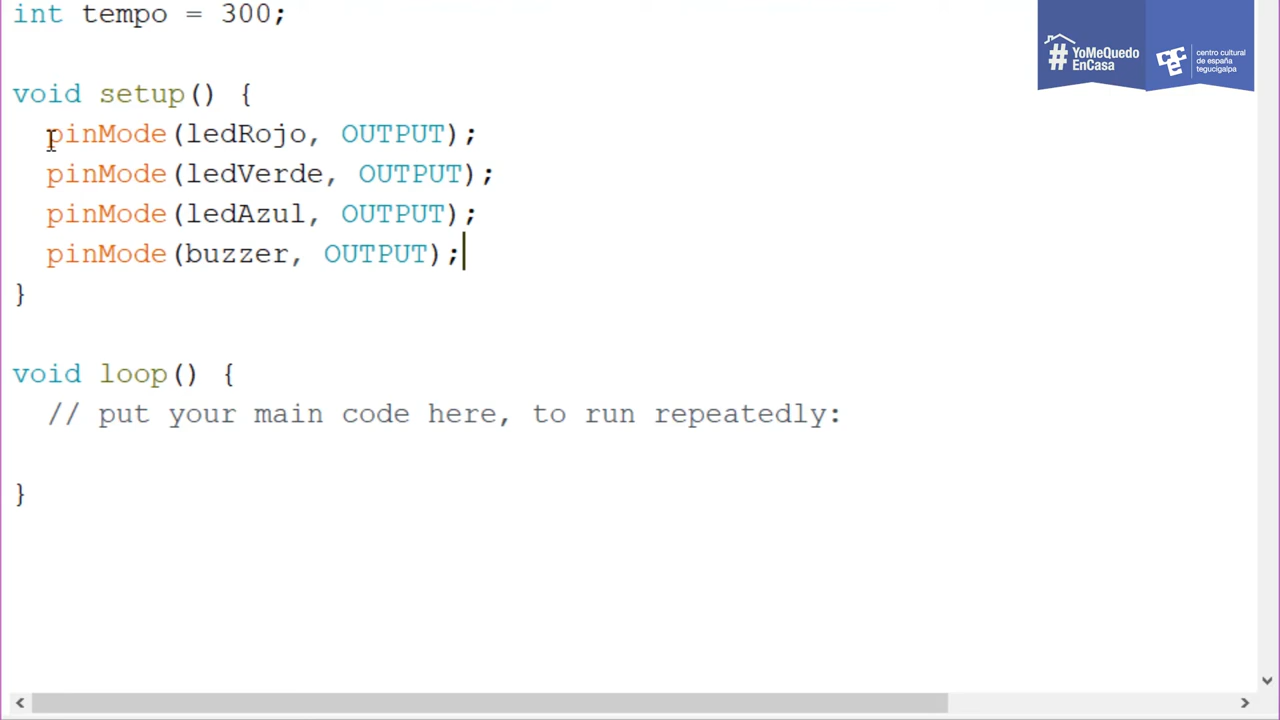 int tempo = 300;
void setup() {
pinMode(ledRojo, OUTPUT);
pinMode(ledVerde, OUTPUT);
pinMode(ledAzul, OUTPUT);
pinMode(buzzer, OUTPUT);
}
void loop() {
// put your main code here, to run repeatedly:
}
#YoMeQuedo
EnCasa
cce
centro cultural
de españa
tegucigalpa